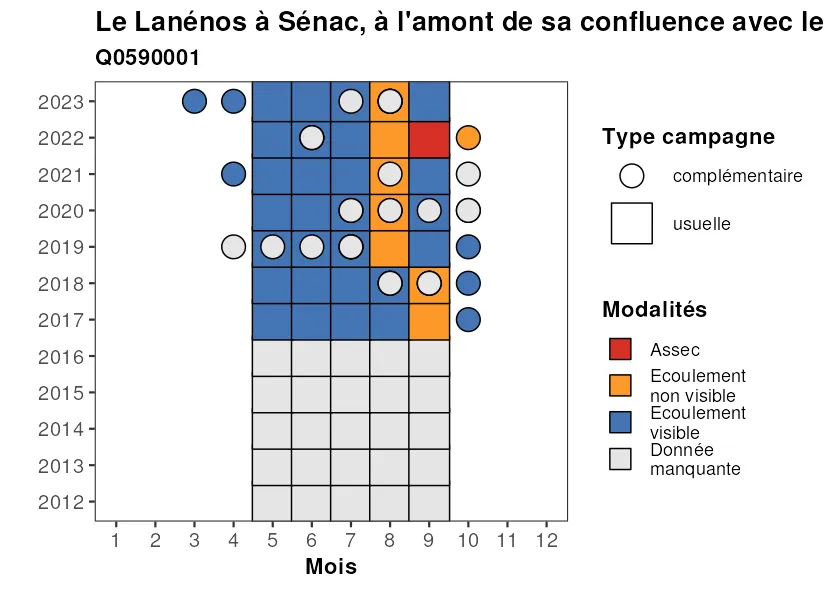 Le Lanénos à Sénac, à l'amont de sa confluence avec le
Q0590001
2023
2022
2021
2020
2019
2018
2017
2016
2015
2014
2013
2012
1 2 3 4 5 6 7 8 9 10 11 12
Mois
Type campagne
complémentaire
usuelle
Modalités
Assec
Ecoulement
non visible
Ecoulement
visible
Donnée
manquante